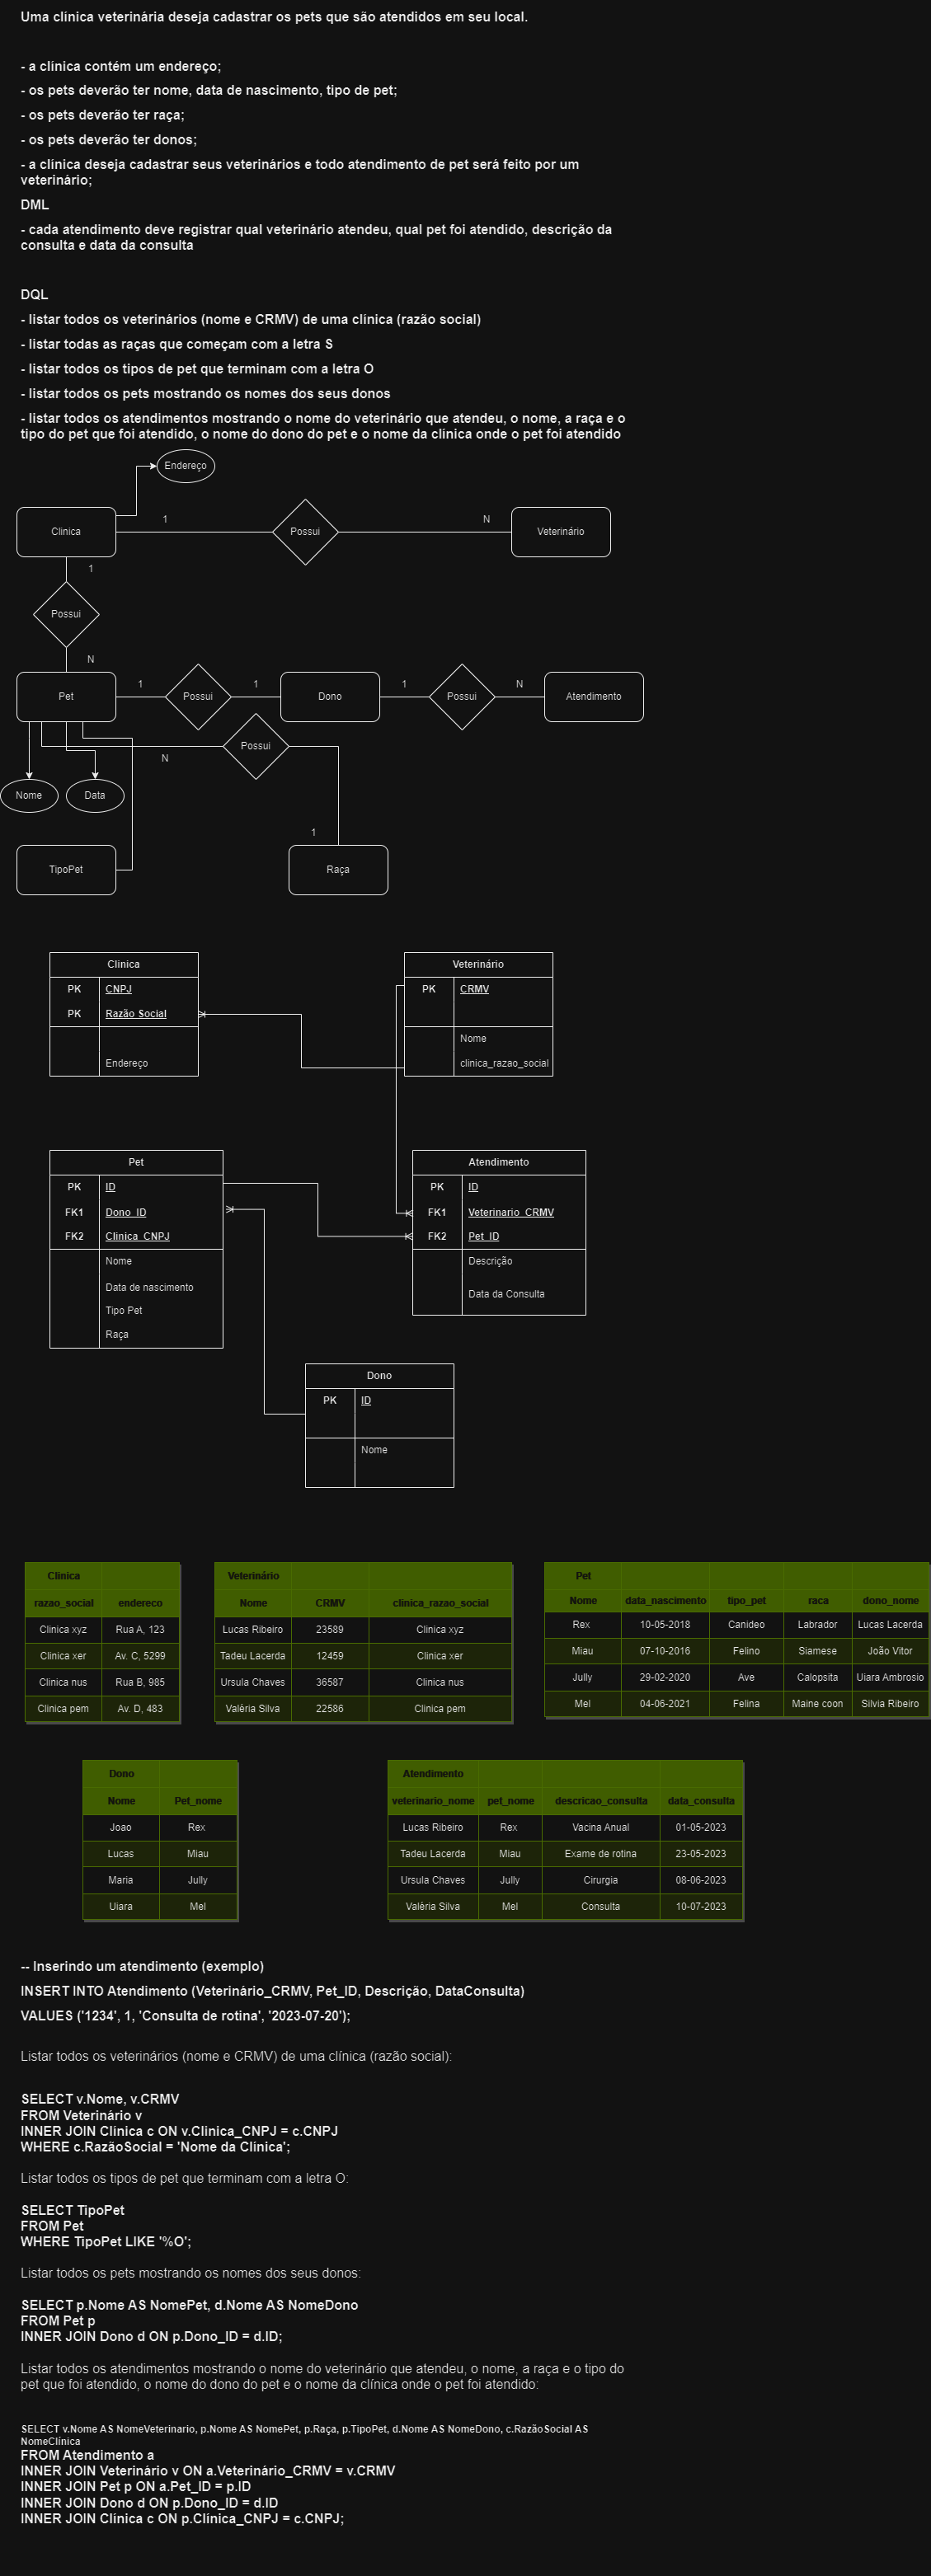 Uma clínica veterinária deseja cadastrar os pets que são atendidos em seu local.
- a clínica contém um endereço;
- os pets deverão ter nome, data de nascimento, tipo de pet;
- os pets deverão ter raça;
- os pets deverão ter donos;
- a clínica deseja cadastrar seus veterinários e todo atendimento de pet será feito por um
veterinário;
DML
- cada atendimento deve registrar qual veterinário atendeu, qual pet foi atendido, descrição da
consulta e data da consulta
DQL
- listar todos os veterinários (nome e CRMV) de uma clínica (razão social)
- listar todas as raças que começam com a letra S
- listar todos os tipos de pet que terminam com a letra O
- listar todos os pets mostrando os nomes dos seus donos
- listar todos os atendimentos mostrando o nome do veterinário que atendeu, o nome, a raça e o
tipo do pet que foi atendido, o nome do dono do pet e o nome da clínica onde o pet foi atendido
Endereço
Clinica
1
Possui
N
Veterinário
1
Possui
N
Pet
1
Possui
1
Dono
1
Possui
N
Atendimento
Possui
N
Nome
Data
1
TipoPet
Raça
Clinica
PK CNPJ
PK Razão Social
Endereço
Veterinário
PK CRMV
Nome
clinica_razao_social
Pet
PK ID
FK1 Dono_ID
FK2 Clinica_CNPJ
Nome
Data de nascimento
Tipo Pet
Raça
Atendimento
PK ID
FK1 Veterinario_CRMV
FK2 Pet_ID
Descrição
Data da Consulta
Dono
PK ID
Nome
Clinica
razao_social endereco
Clinica xyz Rua A, 123
Clinica xer Av. C, 5299
Clinica nus Rua B, 985
Clinica pem Av. D, 483
Veterinário
Nome CRMV clinica_razao_social
Lucas Ribeiro 23589 Clinica xyz
Tadeu Lacerda 12459 Clinica xer
Ursula Chaves 36587 Clinica nus
Valéria Silva 22586 Clinica pem
Pet
Nome data_nascimento tipo_pet raca dono_nome
Rex 10-05-2018 Canideo Labrador Lucas Lacerda
Miau 07-10-2016 Felino Siamese João Vitor
Jully 29-02-2020 Ave Calopsita Uiara Ambrosio
Mel 04-06-2021 Felina Maine coon Silvia Ribeiro
Dono
Nome Pet_nome
Joao Rex
Lucas Miau
Maria Jully
Uiara Mel
Atendimento
veterinario_nome pet_nome descricao_consulta data_consulta
Lucas Ribeiro Rex Vacina Anual 01-05-2023
Tadeu Lacerda Miau Exame de rotina 23-05-2023
Ursula Chaves Jully Cirurgia 08-06-2023
Valéria Silva Mel Consulta 10-07-2023
-- Inserindo um atendimento (exemplo)
INSERT INTO Atendimento (Veterinário_CRMV, Pet_ID, Descrição, DataConsulta)
VALUES ('1234', 1, 'Consulta de rotina', '2023-07-20');
Listar todos os veterinários (nome e CRMV) de uma clínica (razão social):
SELECT v.Nome, v.CRMV
FROM Veterinário v
INNER JOIN Clínica c ON v.Clinica_CNPJ = c.CNPJ
WHERE c.RazãoSocial = 'Nome da Clínica';
Listar todos os tipos de pet que terminam com a letra O:
SELECT TipoPet
FROM Pet
WHERE TipoPet LIKE '%O';
Listar todos os pets mostrando os nomes dos seus donos:
SELECT p.Nome AS NomePet, d.Nome AS NomeDono
FROM Pet p
INNER JOIN Dono d ON p.Dono_ID = d.ID;
Listar todos os atendimentos mostrando o nome do veterinário que atendeu, o nome, a raça e o tipo do
pet que foi atendido, o nome do dono do pet e o nome da clínica onde o pet foi atendido:
SELECT v.Nome AS NomeVeterinario, p.Nome AS NomePet, p.Raça, p.TipoPet, d.Nome AS NomeDono, c.RazãoSocial AS
NomeClínica
FROM Atendimento a
INNER JOIN Veterinário v ON a.Veterinário_CRMV = v.CRMV
INNER JOIN Pet p ON a.Pet_ID = p.ID
INNER JOIN Dono d ON p.Dono_ID = d.ID
INNER JOIN Clínica c ON p.Clínica_CNPJ = c.CNPJ;